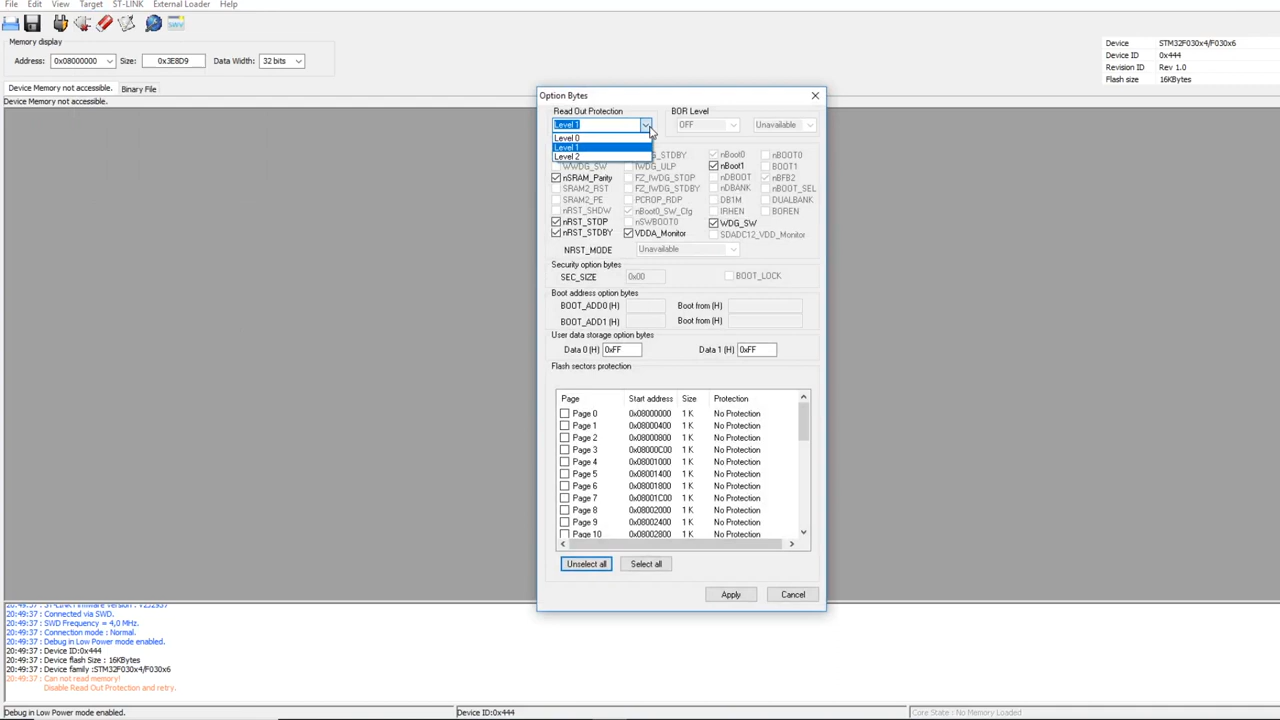 File Edit View Target ST-LINK External Loader Help
Memory display
Address: 0x08000000 Size: 0x3E8D9 Data Width: 32 bits
Device STM32F030x4/F030x6
Device ID 0x444
Revision ID Rev 1.0
Flash size 16KBytes
Device Memory not accessible. Binary File
Device Memory not accessible.
Option Bytes
Read Out Protection BOR Level
Level 1 OFF Unavailable
Level 0
Level 1
Level 2
_STDBY nBoot0 nBOOT0
WWDG_SW IWDG_ULP nBoot1 BOOT1
nSRAM_Parity FZ_IWDG_STOP nDBOOT nBFB2
SRAM2_RST FZ_IWDG_STDBY nDBANK nBOOT_SEL
SRAM2_PE PCROP_RDP DB1M DUALBANK
nRST_SHDW nBoot0_SW_Cfg IRHEN BOREN
nRST_STOP nSWBOOT0 WDG_SW
nRST_STDBY VDDA_Monitor SDADC12_VDD_Monitor
NRST_MODE Unavailable
Security option bytes
SEC_SIZE 0x00 BOOT_LOCK
Boot address option bytes
BOOT_ADD0 (H) Boot from (H)
BOOT_ADD1 (H) Boot from (H)
User data storage option bytes
Data 0 (H) 0xFF Data 1 (H) 0xFF
Flash sectors protection
Page Start address Size Protection
Page 0 0x08000000 1 K No Protection
Page 1 0x08000400 1 K No Protection
Page 2 0x08000800 1 K No Protection
Page 3 0x08000C00 1 K No Protection
Page 4 0x08001000 1 K No Protection
Page 5 0x08001400 1 K No Protection
Page 6 0x08001800 1 K No Protection
Page 7 0x08001C00 1 K No Protection
Page 8 0x08002000 1 K No Protection
Page 9 0x08002400 1 K No Protection
Page 10 0x08002800 1 K No Protection
Unselect all Select all
Apply Cancel
20:49:37 : ST-LINK Firmware version : V2J29S7
20:49:37 : Connected via SWD.
20:49:37 : SWD Frequency = 4,0 MHz.
20:49:37 : Connection mode : Normal.
20:49:37 : Debug in Low Power mode enabled.
20:49:37 : Device ID:0x444
20:49:37 : Device flash Size : 16KBytes
20:49:37 : Device family :STM32F030x4/F030x6
20:49:37 : Can not read memory!
Disable Read Out Protection and retry.
Debug in Low Power mode enabled. Device ID:0x444 Core State : No Memory Loaded